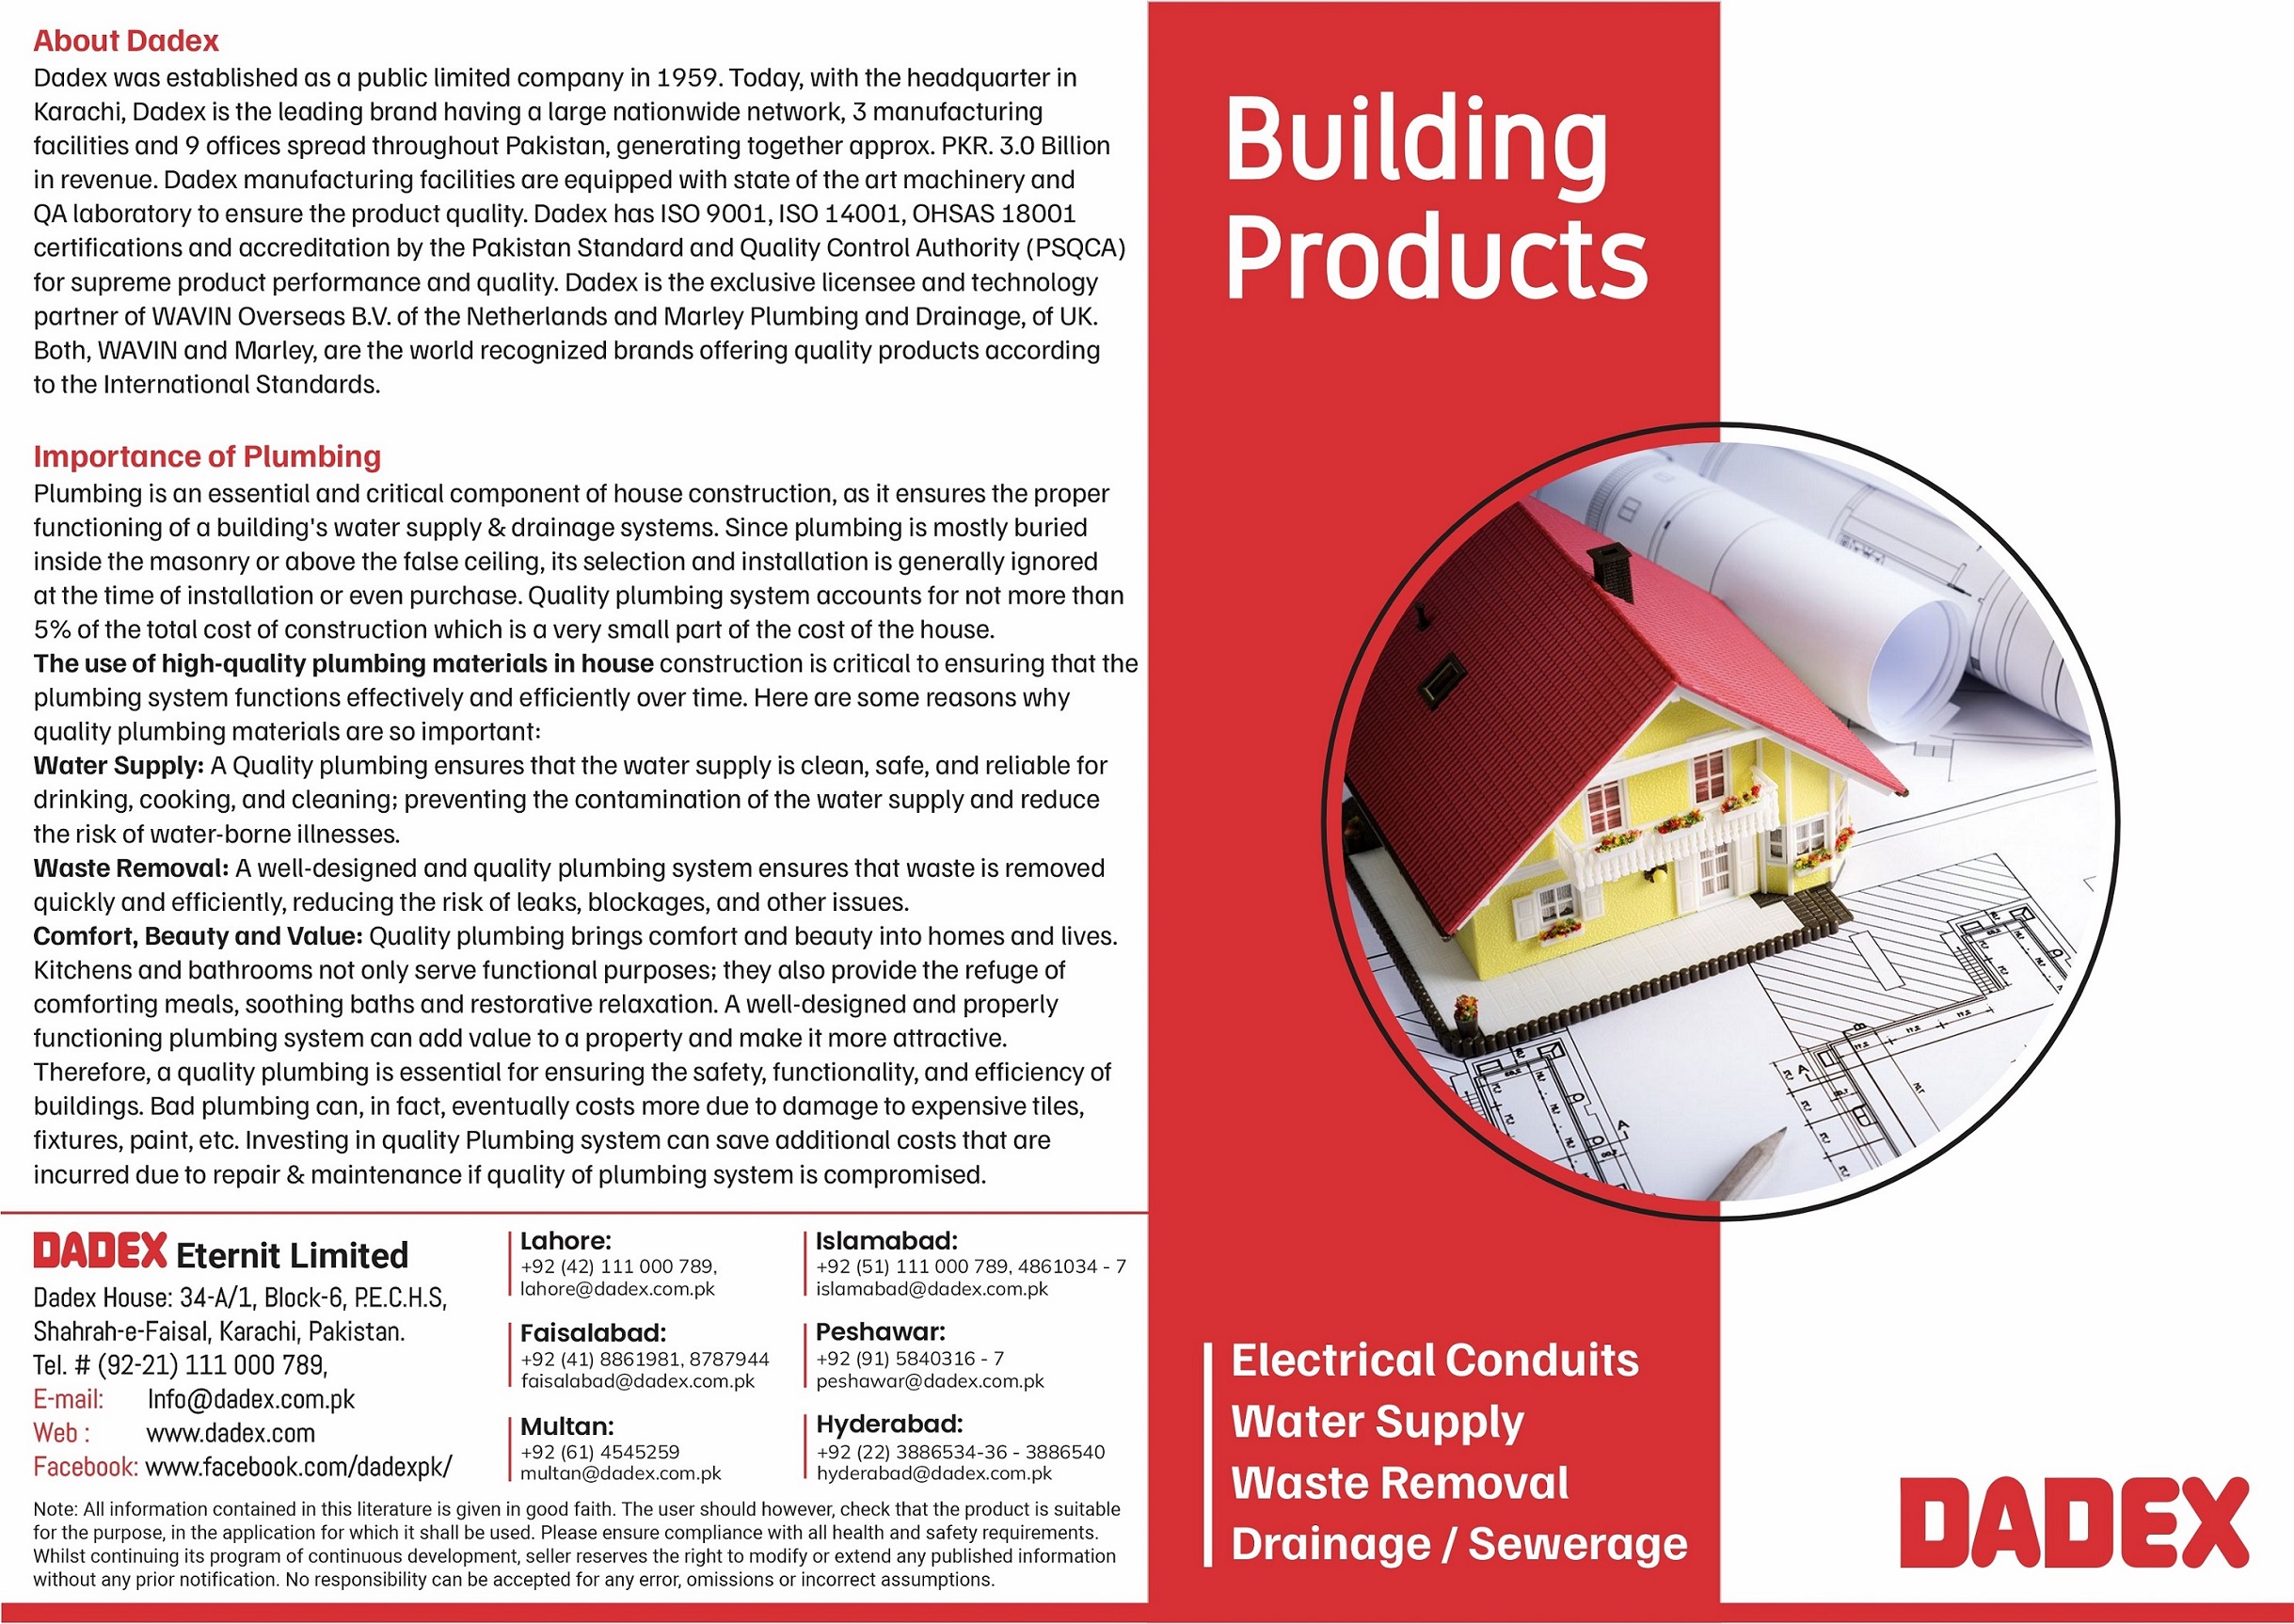 About Dadex
Dadex was established as a public limited company in 1959. Today, with the headquarter in
Karachi, Dadex is the leading brand having a large nationwide network, 3 manufacturing
facilities and 9 offices spread throughout Pakistan, generating together approx. PKR. 3.0 Billion
in revenue. Dadex manufacturing facilities are equipped with state of the art machinery and
QA laboratory to ensure the product quality. Dadex has ISO 9001, ISO 14001, OHSAS 18001
certifications and accreditation by the Pakistan Standard and Quality Control Authority (PSQCA)
for supreme product performance and quality. Dadex is the exclusive licensee and technology
partner of WAVIN Overseas B.V. of the Netherlands and Marley Plumbing and Drainage, of UK.
Both, WAVIN and Marley, are the world recognized brands offering quality products according
to the International Standards.
Importance of Plumbing
Plumbing is an essential and critical component of house construction, as it ensures the proper
functioning of a building's water supply & drainage systems. Since plumbing is mostly buried
inside the masonry or above the false ceiling, its selection and installation is generally ignored
at the time of installation or even purchase. Quality plumbing system accounts for not more than
5% of the total cost of construction which is a very small part of the cost of the house.
The use of high-quality plumbing materials in house construction is critical to ensuring that the
plumbing system functions effectively and efficiently over time. Here are some reasons why
quality plumbing materials are so important:
Water Supply: A Quality plumbing ensures that the water supply is clean, safe, and reliable for
drinking, cooking, and cleaning; preventing the contamination of the water supply and reduce
the risk of water-borne illnesses.
Waste Removal: A well-designed and quality plumbing system ensures that waste is removed
quickly and efficiently, reducing the risk of leaks, blockages, and other issues.
Comfort, Beauty and Value: Quality plumbing brings comfort and beauty into homes and lives.
Kitchens and bathrooms not only serve functional purposes; they also provide the refuge of
comforting meals, soothing baths and restorative relaxation. A well-designed and properly
functioning plumbing system can add value to a property and make it more attractive.
Therefore, a quality plumbing is essential for ensuring the safety, functionality, and efficiency of
buildings. Bad plumbing can, in fact, eventually costs more due to damage to expensive tiles,
fixtures, paint, etc. Investing in quality Plumbing system can save additional costs that are
incurred due to repair & maintenance if quality of plumbing system is compromised.
DADEX Eternit Limited
Dadex House: 34-A/1, Block-6, P.E.C.H.S,
Shahrah-e-Faisal, Karachi, Pakistan.
Tel. # (92-21) 111 000 789,
E-mail: Info@dadex.com.pk
Web : www.dadex.com
Facebook: www.facebook.com/dadexpk/
Lahore:
+92 (42) 111 000 789,
lahore@dadex.com.pk
Faisalabad:
+92 (41) 8861981, 8787944
faisalabad@dadex.com.pk
Multan:
+92 (61) 4545259
multan@dadex.com.pk
Islamabad:
+92 (51) 111 000 789, 4861034 - 7
islamabad@dadex.com.pk
Peshawar:
+92 (91) 5840316 - 7
peshawar@dadex.com.pk
Hyderabad:
+92 (22) 3886534-36 - 3886540
hyderabad@dadex.com.pk
Note: All information contained in this literature is given in good faith. The user should however, check that the product is suitable
for the purpose, in the application for which it shall be used. Please ensure compliance with all health and safety requirements.
Whilst continuing its program of continuous development, seller reserves the right to modify or extend any published information
without any prior notification. No responsibility can be accepted for any error, omissions or incorrect assumptions.
Building
Products
Electrical Conduits
Water Supply
Waste Removal
Drainage / Sewerage
DADEX